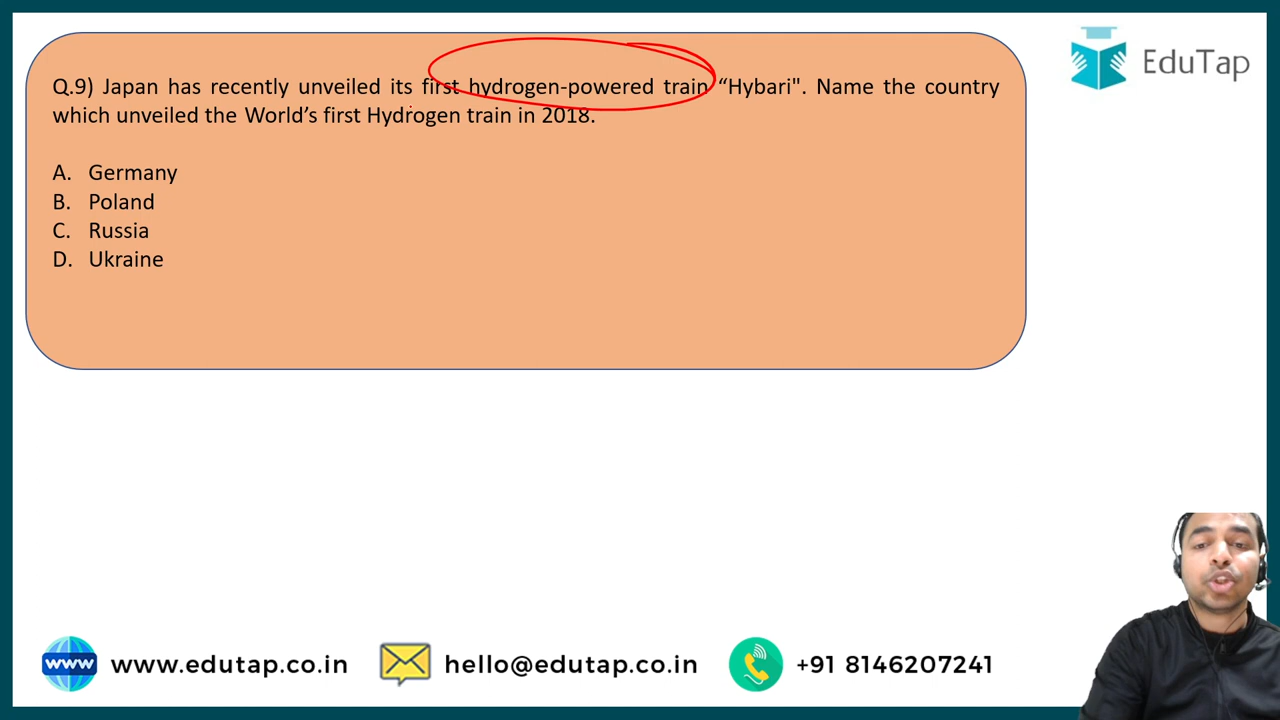 EduTap
Q.9) Japan has recently unveiled its first hydrogen-powered train “Hybari". Name the country
which unveiled the World’s first Hydrogen train in 2018.
A. Germany
B. Poland
C. Russia
D. Ukraine
www www.edutap.co.in hello@edutap.co.in +91 8146207241